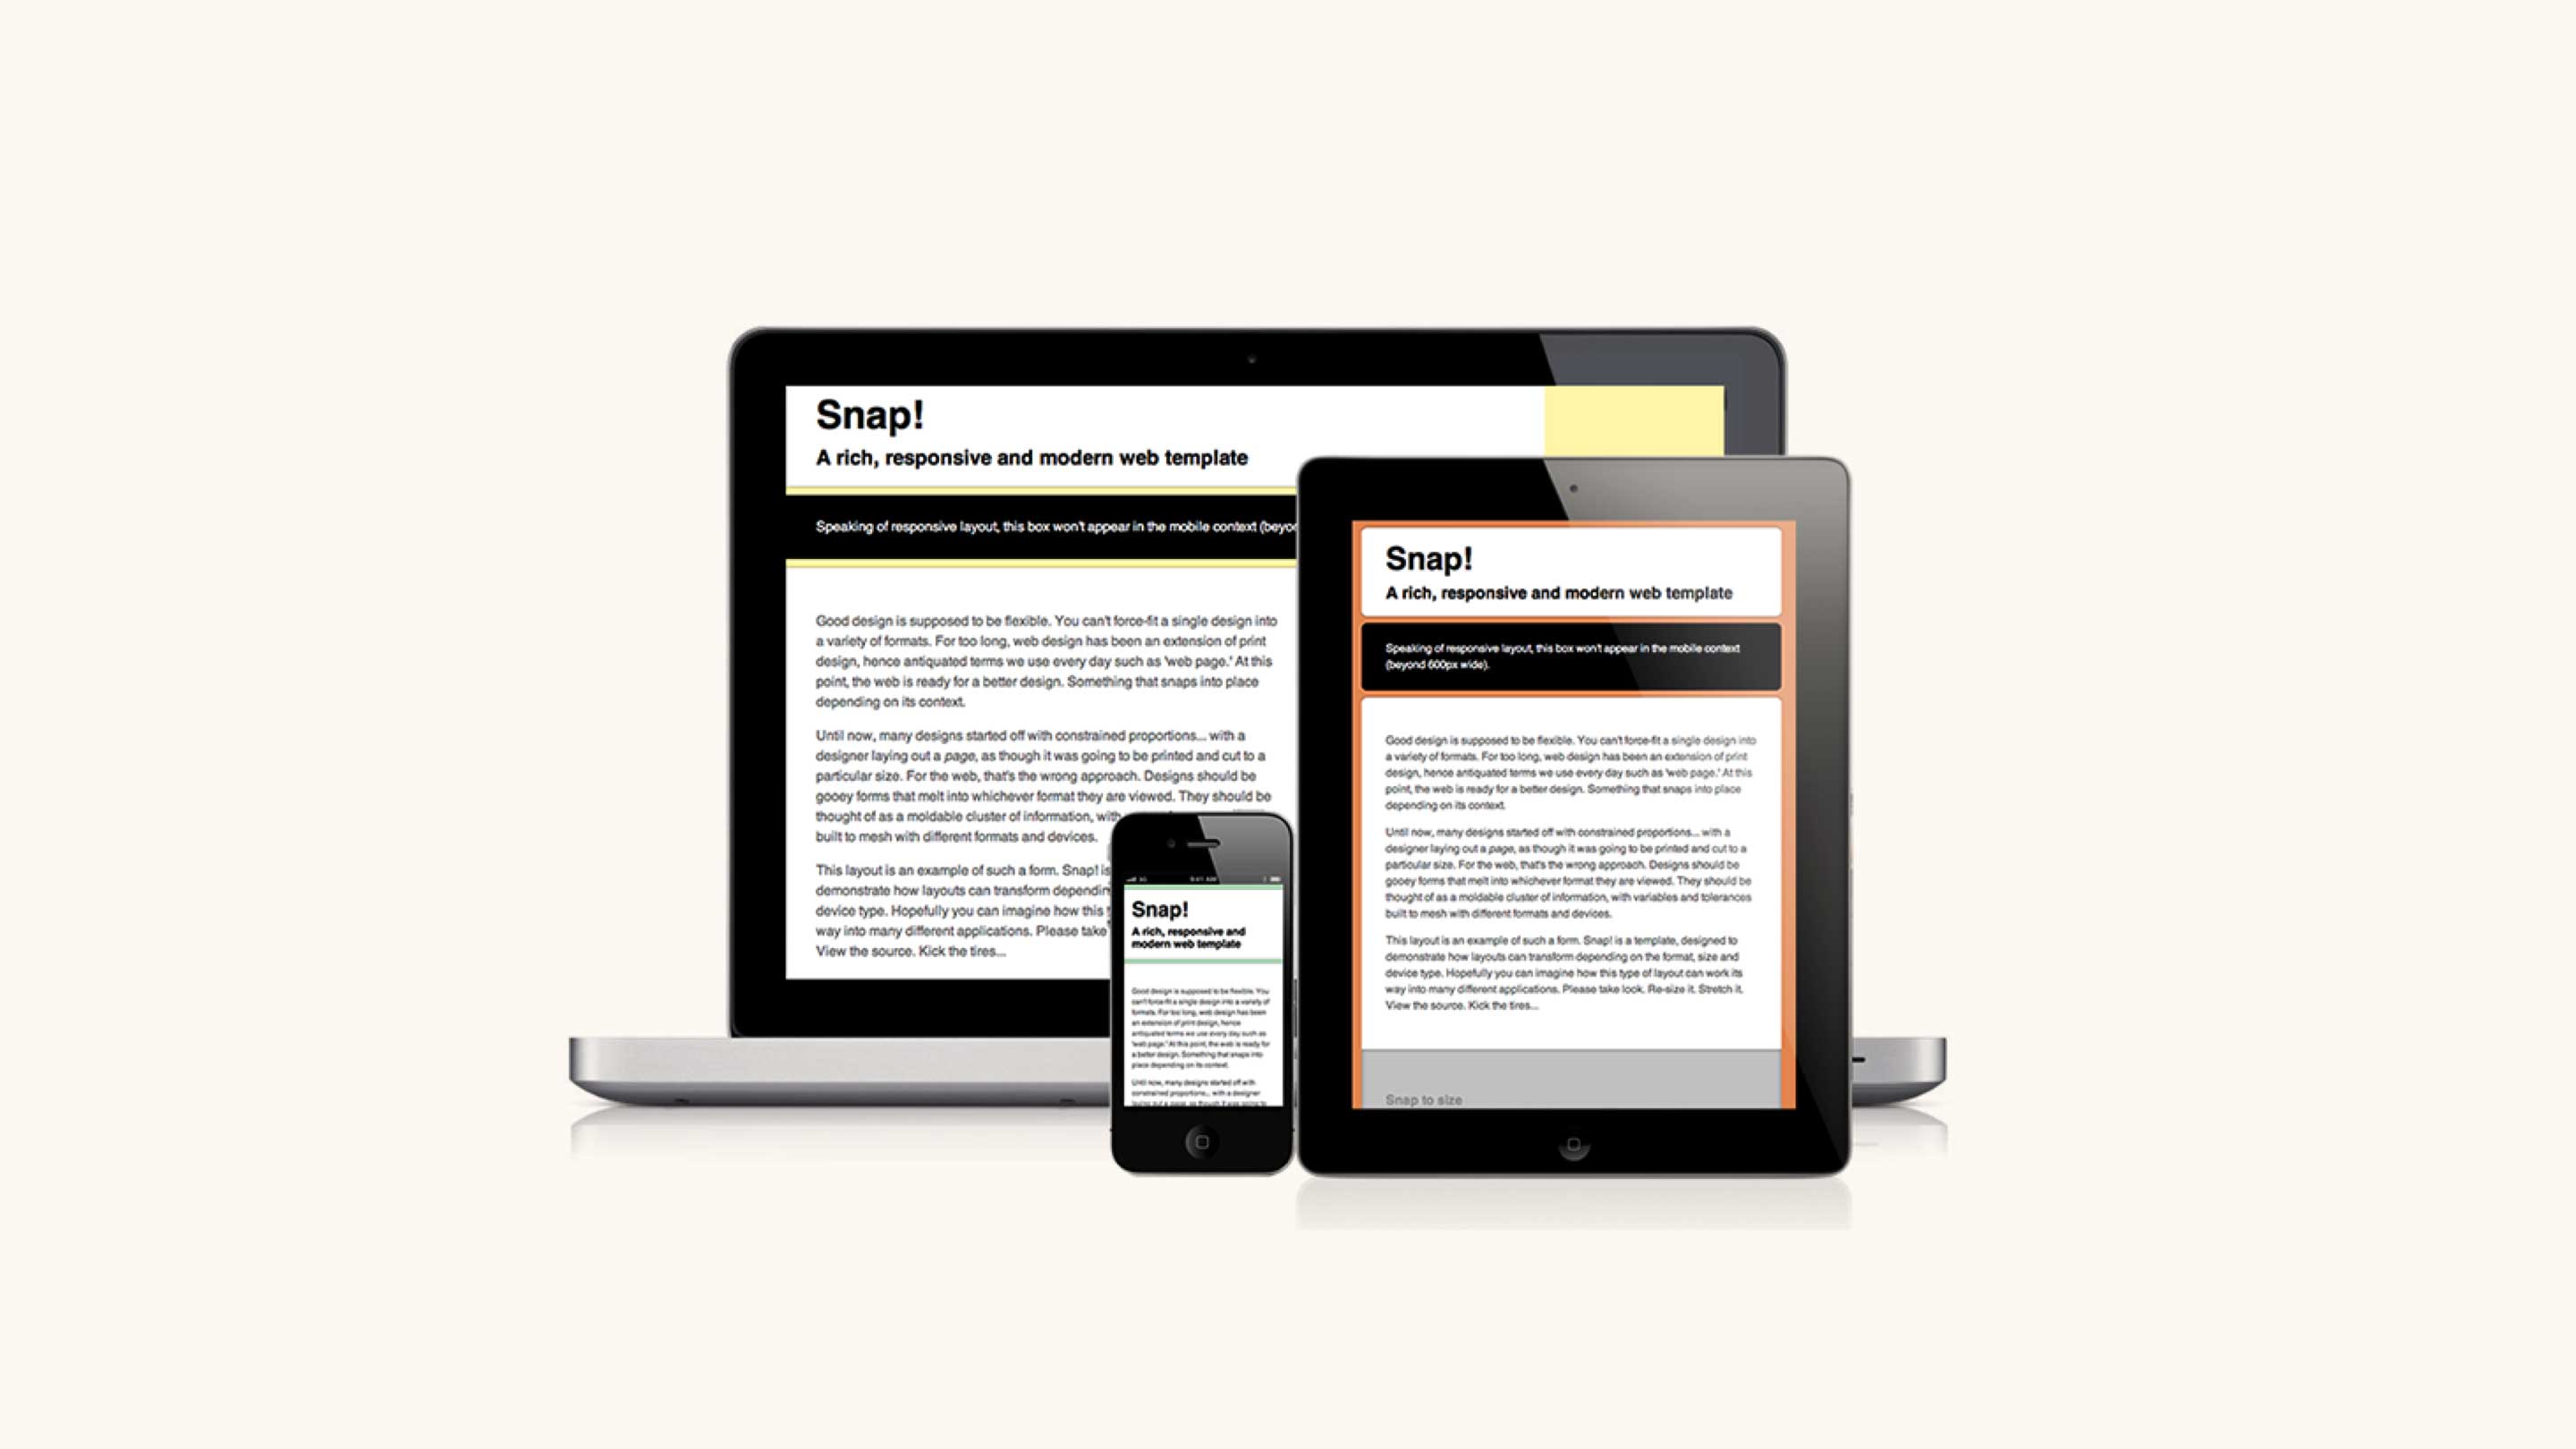 Snap!
A rich, responsive and modern web template
Speaking of responsive layout, this box won't appear in the mobile context (beyon
Good design is supposed to be flexible. You can't force-fit a single design into
a variety of formats. For too long, web design has been an extension of print
design, hence antiquated terms we use every day such as 'web page.' At this
point, the web is ready for a better design. Something that snaps into place
depending on its context.
Until now, many designs started off with constrained proportions... with a
designer laying out a page, as though it was going to be printed and cut to a
particular size. For the web, that's the wrong approach. Designs should be
gooey forms that melt into whichever format they are viewed. They should be
thought of as a moldable cluster of information, with
built to mesh with different formats and devices.
This layout is an example of such a form. Snap! is
demonstrate how layouts can transform dependin
device type. Hopefully you can imagine how this
way into many different applications. Please take
View the source. Kick the tires...
Snap!
A rich, responsive and
modern web template
Good design is supposed to be flexible. You
can't force-fit a single design into a variety of
formats. For too long, web design has been
an extension of print design, hence
antiquated terms we use every day such as
'web page.' At this point, the web is ready for
a better design. Something that snaps into
place depending on its context.
Until now, many designs started off with
constrained proportions... with a designer
laying out a page, as though it was going to
Snap!
A rich, responsive and modern web template
Speaking of responsive layout, this box won't appear in the mobile context
(beyond 600px wide).
Good design is supposed to be flexible. You can't force-fit a single design into
a variety of formats. For too long, web design has been an extension of print
design, hence antiquated terms we use every day such as 'web page.' At this
point, the web is ready for a better design. Something that snaps into place
depending on its context.
Until now, many designs started off with constrained proportions... with a
designer laying out a page, as though it was going to be printed and cut to a
particular size. For the web, that's the wrong approach. Designs should be
gooey forms that melt into whichever format they are viewed. They should be
thought of as a moldable cluster of information, with variables and tolerances
built to mesh with different formats and devices.
This layout is an example of such a form. Snap! is a template, designed to
demonstrate how layouts can transform depending on the format, size and
device type. Hopefully you can imagine how this type of layout can work its
way into many different applications. Please take look. Re-size it. Stretch it.
View the source. Kick the tires...
Snap to size